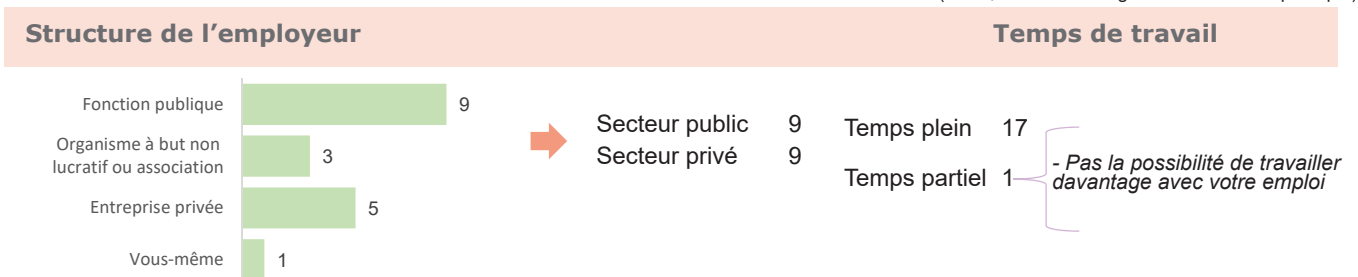 Structure de l’employeur
Temps de travail
Fonction publique
9
Organisme à but non
lucratif ou association
3
Entreprise privée
5
Vous-même
1
Secteur public 9
Secteur privé 9
Temps plein 17
Temps partiel 1
- Pas la possibilité de travailler
davantage avec votre emploi